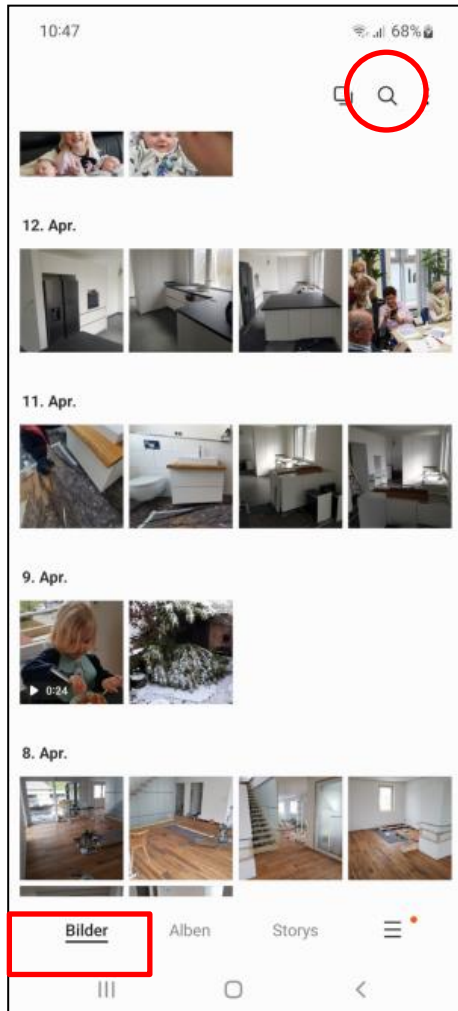 10:47 68%
12. Apr.
11. Apr.
9. Apr.
0:24
8. Apr.
Bilder Alben Storys